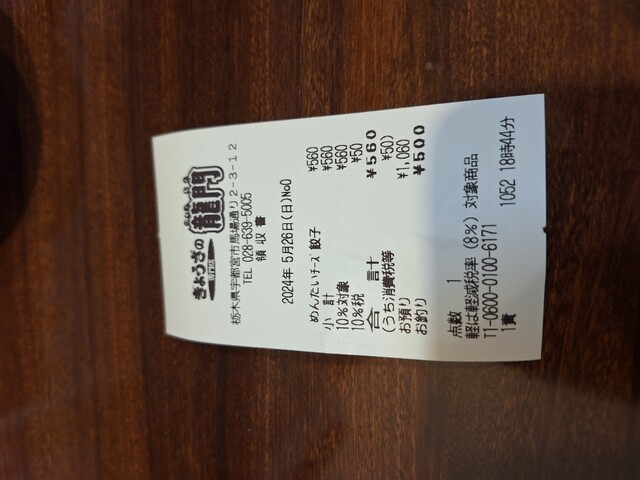 ぎょうざの 龍門
栃木県宇都宮市馬場通り2-3-12
TEL 028-639-5005
領収書
2024年 5月26日(日)No0
めんたいチーズ餃子 ¥560
小計 ¥560
10%対象 ¥560
10%税 ¥50
合計 ¥560
(うち消費税等 ¥50)
お預り ¥1,060
お釣り ¥500
点数 1
軽は軽減税率(8%)対象商品
T1-0600-0100-6171
1責 1052 18時44分